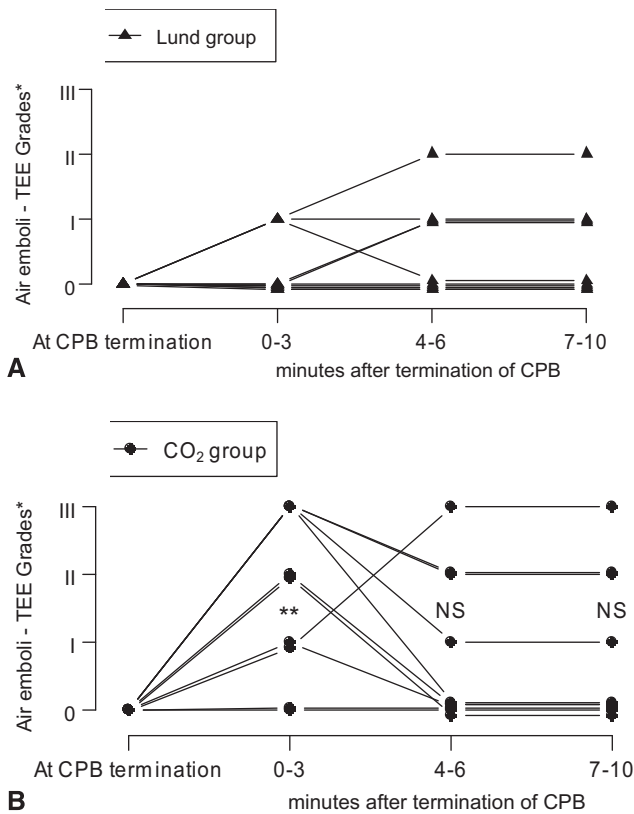 Lund group
Air emboli - TEE Grades*
III
II
I
0
At CPB termination
0-3
4-6
7-10
minutes after termination of CPB
A
CO₂ group
Air emboli - TEE Grades*
III
II
I
0
**
NS
NS
At CPB termination
0-3
4-6
7-10
minutes after termination of CPB
B